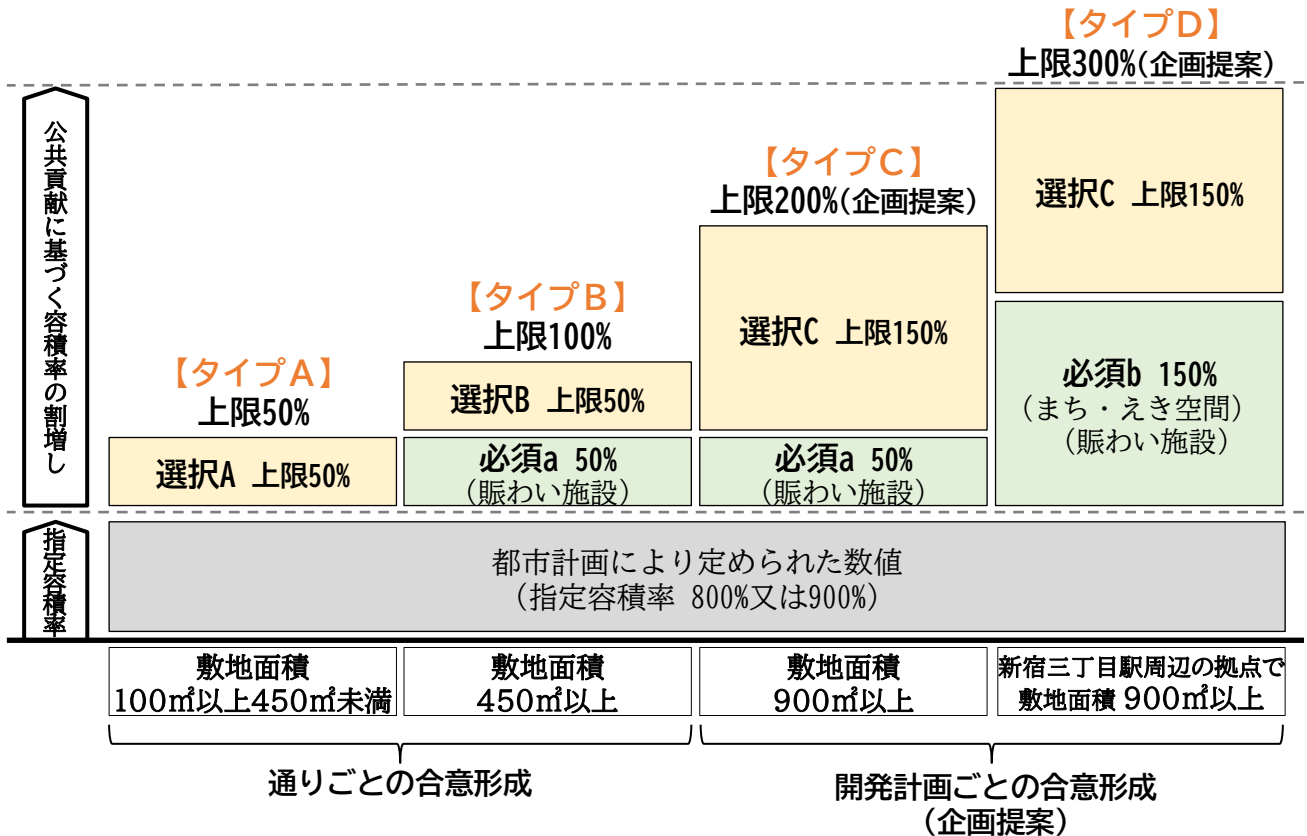 【タイプD】
上限300%(企画提案)
選択C 上限150%
必須b 150%
(まち・えき空間)
(賑わい施設)
【タイプC】
上限200%(企画提案)
選択C 上限150%
必須a 50%
(賑わい施設)
【タイプB】
上限100%
選択B 上限50%
必須a 50%
(賑わい施設)
【タイプA】
上限50%
選択A 上限50%
公共貢献に基づく容積率の割増し
指定容積率
都市計画により定められた数値
(指定容積率 800%又は900%)
敷地面積
100㎡以上450㎡未満
敷地面積
450㎡以上
敷地面積
900㎡以上
新宿三丁目駅周辺の拠点で
敷地面積 900㎡以上
通りごとの合意形成
開発計画ごとの合意形成
(企画提案)